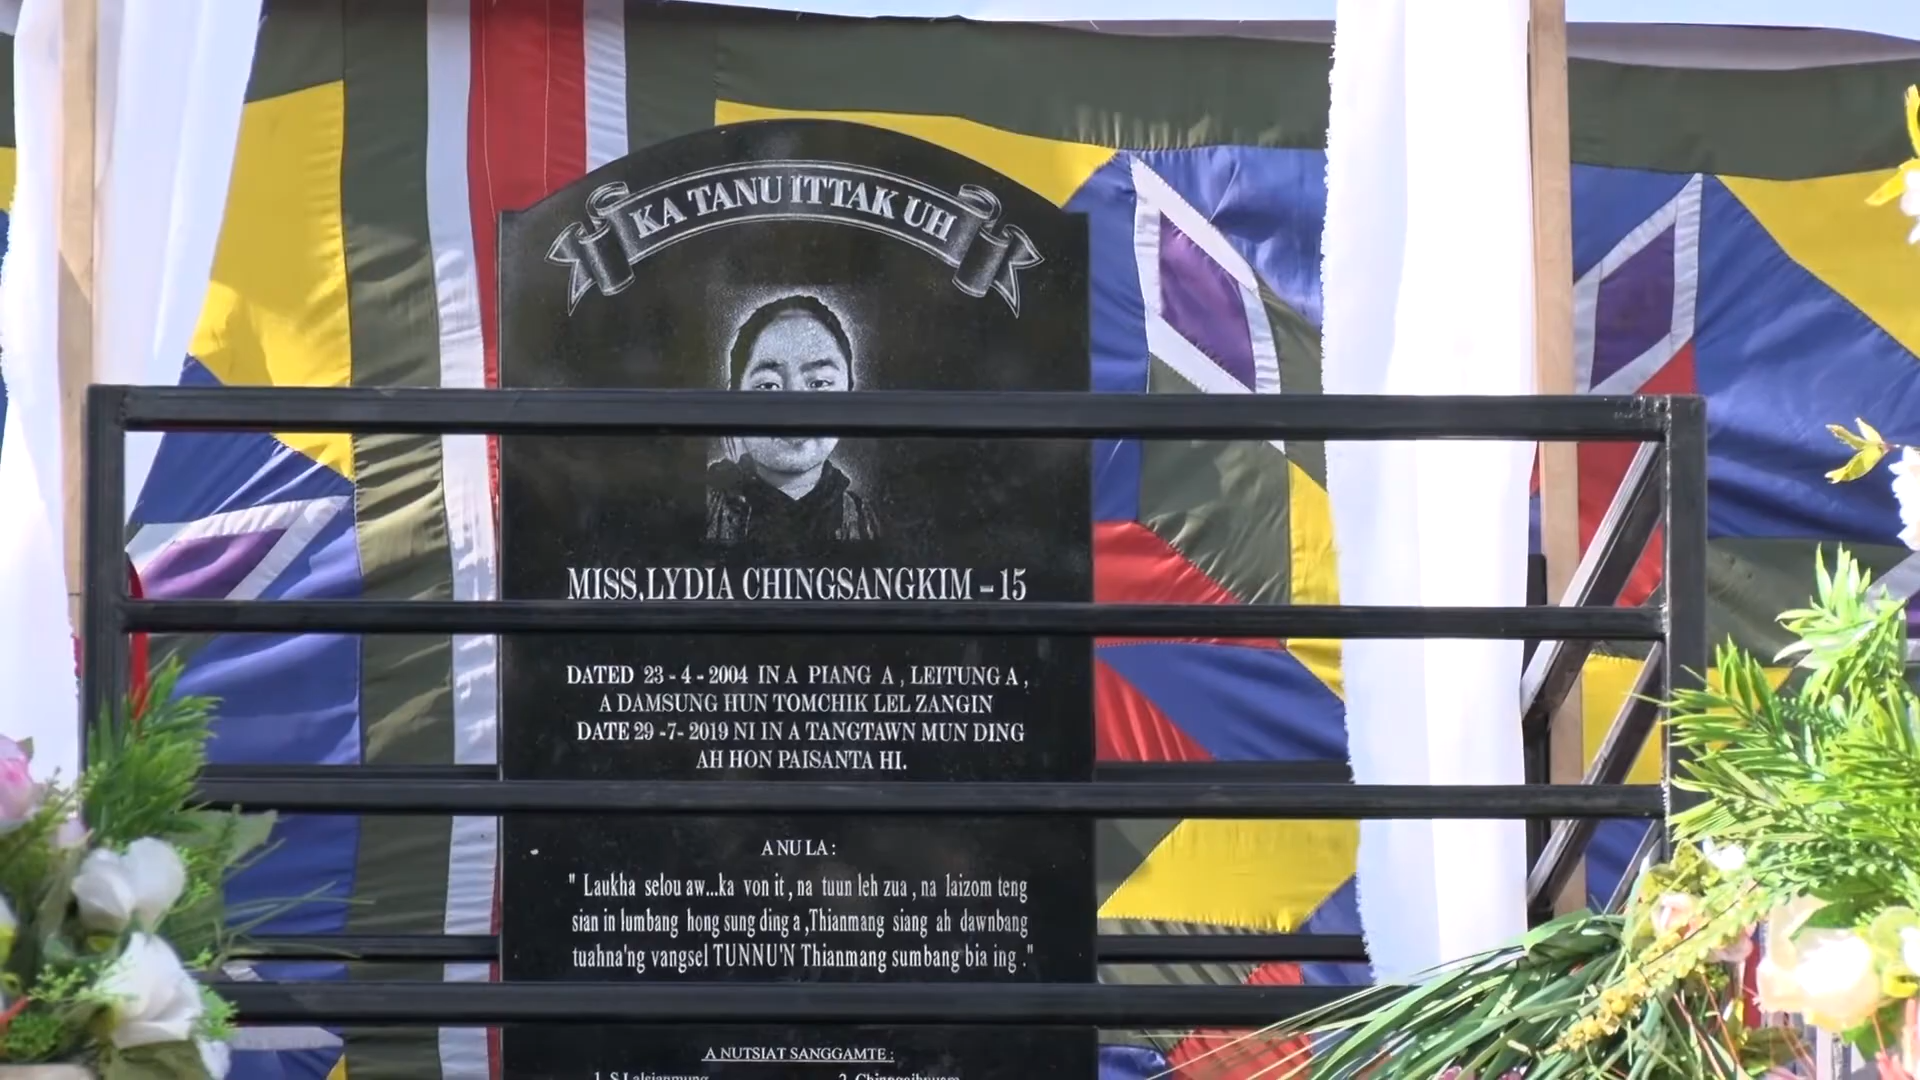 KA TANU ITTAK UH
MISS,LYDIA CHINGSANGKIM - 15
DATED 23 - 4 - 2004 IN A PIANG A , LEITUNG A ,
A DAMSUNG HUN TOMCHIK LEL ZANGIN
DATE 29 -7- 2019 NI IN A TANGTAWN MUN DING
AH HON PAISANTA HI.
A NU LA :
" Laukha selou aw...ka von it , na tuun leh zua , na laizom teng
sian in lumbang hong sung ding a ,Thianmang siang ah dawnbang
tuahna'ng vangsel TUNNU'N Thianmang sumbang bia ing ."
A NUTSIAT SANGGAMTE :
1. S.Lalsianmung 2.